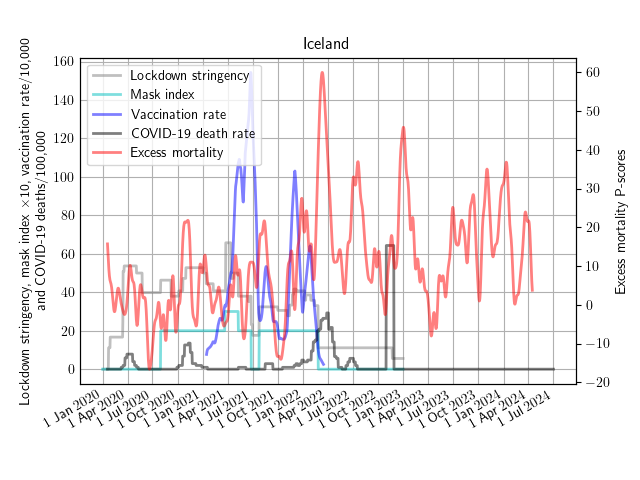 Iceland
Lockdown stringency, mask index ×10, vaccination rate/10,000
and COVID-19 deaths/100,000
160
140
120
100
80
60
40
20
0
Lockdown stringency
Mask index
Vaccination rate
COVID-19 death rate
Excess mortality
60
50
40
30
20
10
0
−10
−20
Excess mortality P-scores
1 Jan 2020
1 Apr 2020
1 Jul 2020
1 Oct 2020
1 Jan 2021
1 Apr 2021
1 Jul 2021
1 Oct 2021
1 Jan 2022
1 Apr 2022
1 Jul 2022
1 Oct 2022
1 Jan 2023
1 Apr 2023
1 Jul 2023
1 Oct 2023
1 Jan 2024
1 Apr 2024
1 Jul 2024